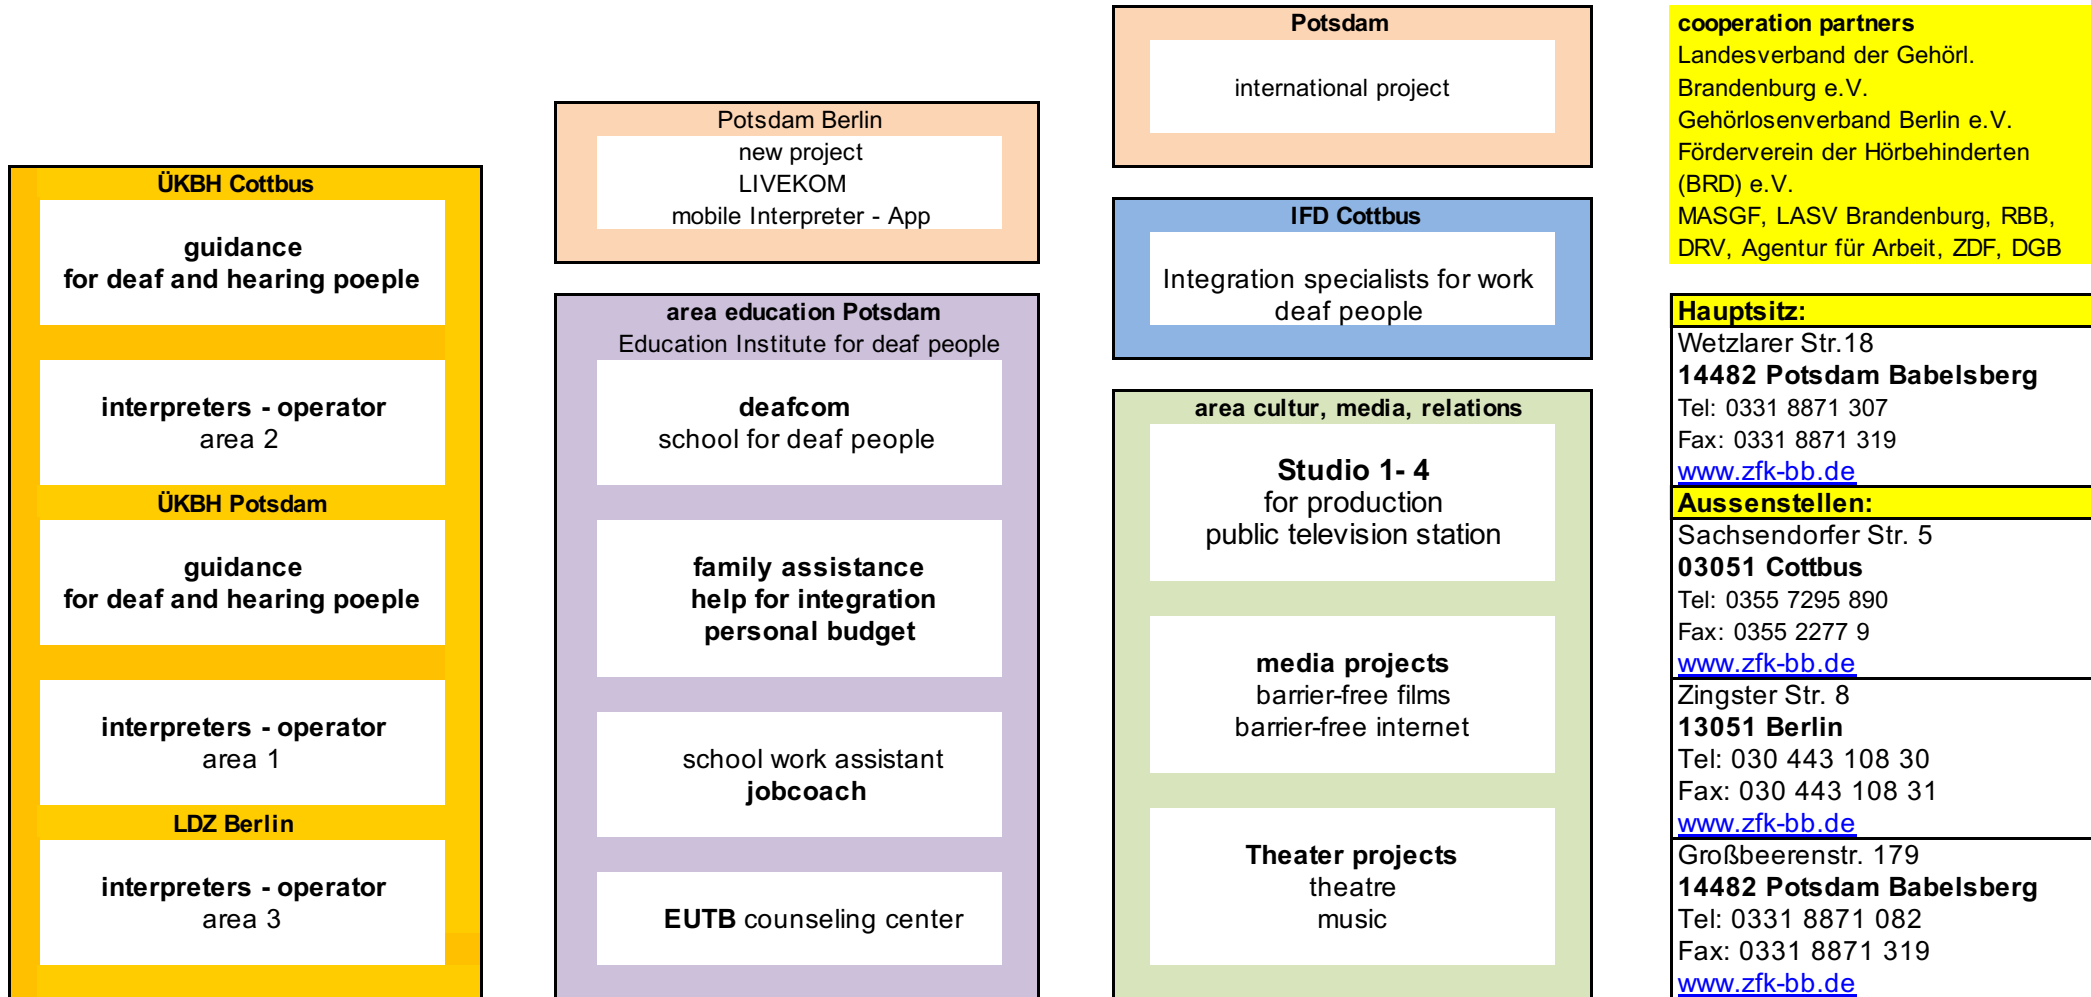 ÜKBH Cottbus
guidance
for deaf and hearing poeple
interpreters - operator
area 2
ÜKBH Potsdam
guidance
for deaf and hearing poeple
interpreters - operator
area 1
LDZ Berlin
interpreters - operator
area 3
Potsdam Berlin
new project
LIVEKOM
mobile Interpreter - App
area education Potsdam
Education Institute for deaf people
deafcom
school for deaf people
family assistance
help for integration
personal budget
school work assistant
jobcoach
EUTB counseling center
Potsdam
international project
IFD Cottbus
Integration specialists for work
deaf people
area cultur, media, relations
Studio 1- 4
for production
public television station
media projects
barrier-free films
barrier-free internet
Theater projects
theatre
music
cooperation partners
Landesverband der Gehörl.
Brandenburg e.V.
Gehörlosenverband Berlin e.V.
Förderverein der Hörbehinderten
(BRD) e.V.
MASGF, LASV Brandenburg, RBB,
DRV, Agentur für Arbeit, ZDF, DGB
Hauptsitz:
Wetzlarer Str.18
14482 Potsdam Babelsberg
Tel: 0331 8871 307
Fax: 0331 8871 319
www.zfk-bb.de
Aussenstellen:
Sachsendorfer Str. 5
03051 Cottbus
Tel: 0355 7295 890
Fax: 0355 2277 9
www.zfk-bb.de
Zingster Str. 8
13051 Berlin
Tel: 030 443 108 30
Fax: 030 443 108 31
www.zfk-bb.de
Großbeerenstr. 179
14482 Potsdam Babelsberg
Tel: 0331 8871 082
Fax: 0331 8871 319
www.zfk-bb.de